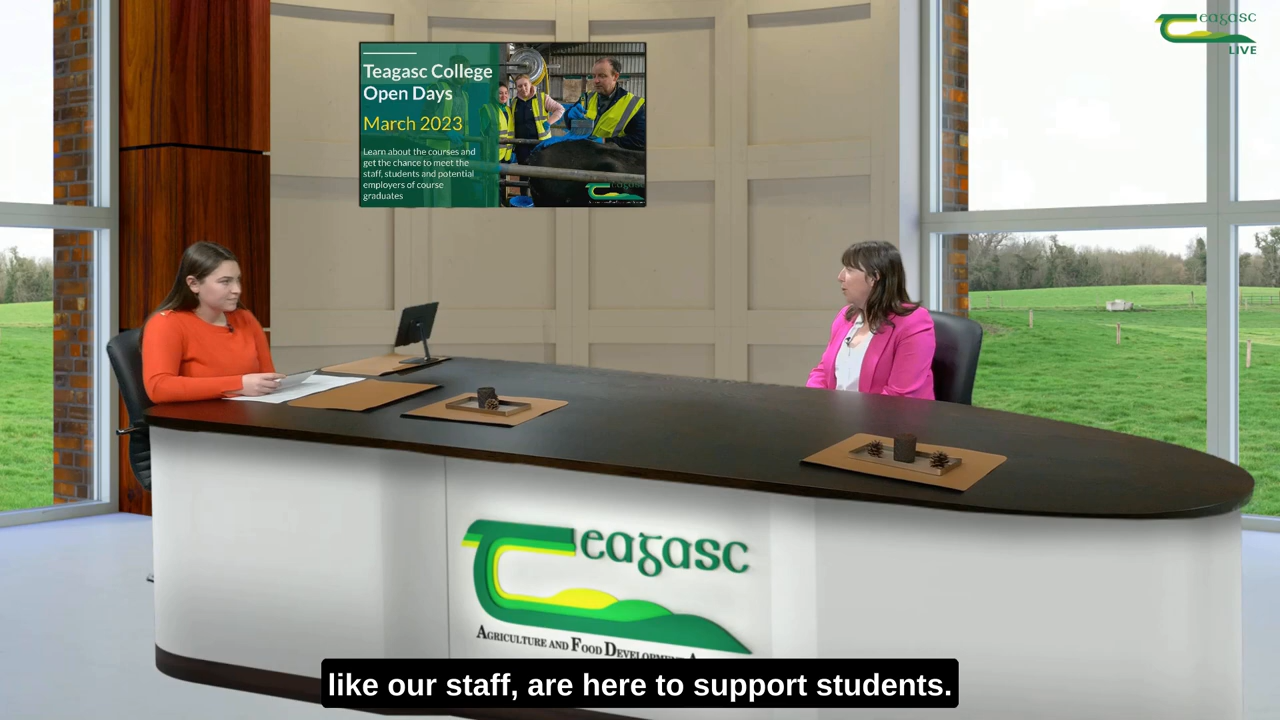 Teagasc College
Open Days
March 2023
Learn about the courses and
get the chance to meet the
staff, students and potential
employers of course
graduates
teagasc
LIVE
teagasc
AGRICULTURE AND FOOD DEVELOPMENT
like our staff, are here to support students.